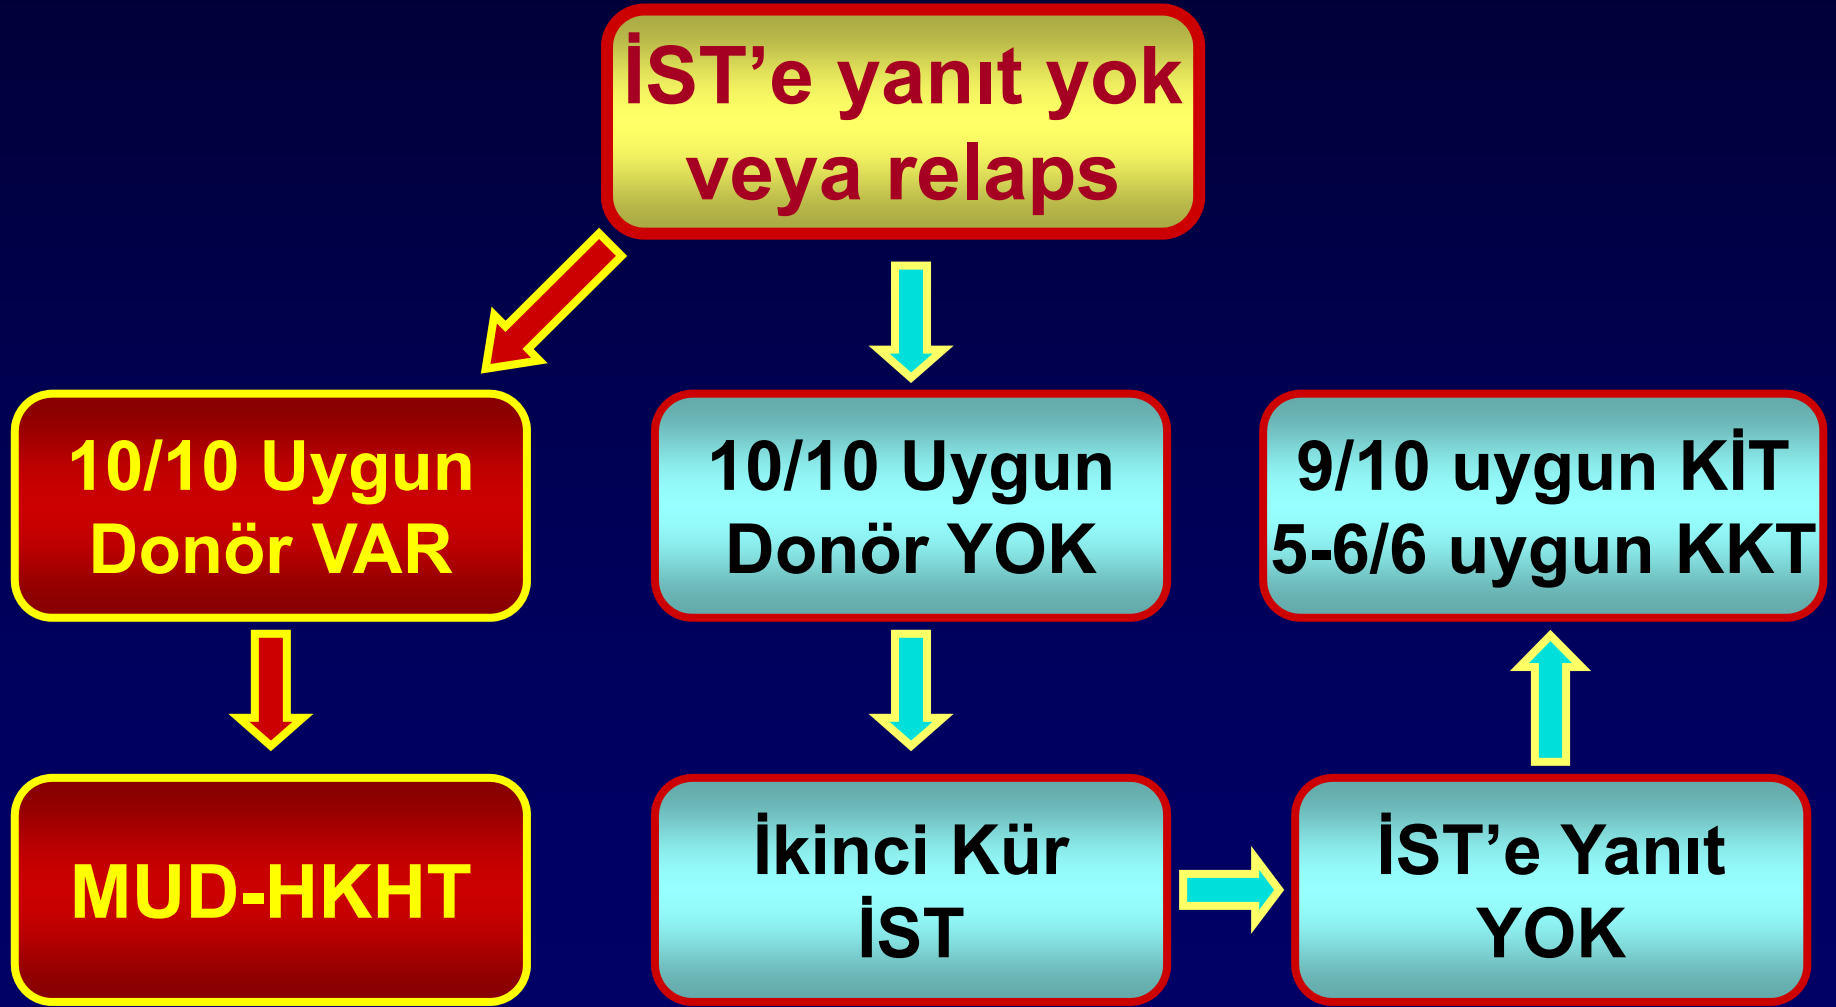 İST’e yanıt yok
veya relaps
10/10 Uygun
Donör VAR
10/10 Uygun
Donör YOK
9/10 uygun KİT
5-6/6 uygun KKT
MUD-HKHT
İkinci Kür
İST
İST’e Yanıt
YOK